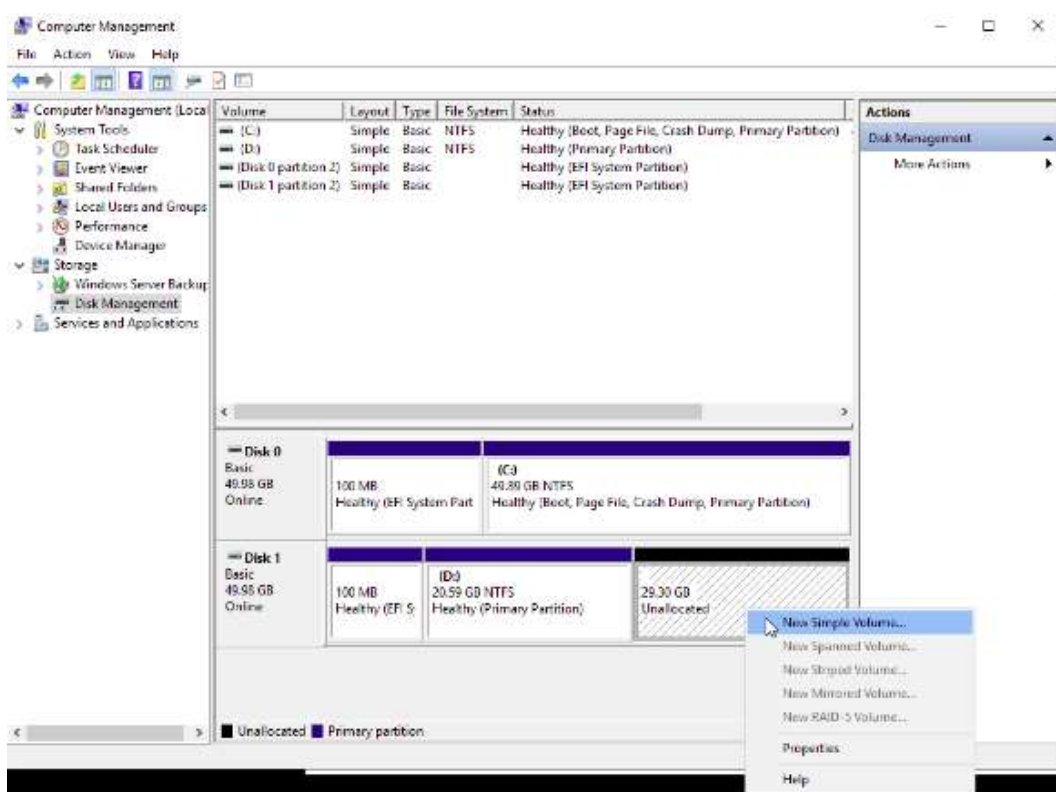 Computer Management
File Action View Help
Computer Management (Local
System Tools
Task Scheduler
Event Viewer
Shared Folders
Local Users and Groups
Performance
Device Manager
Storage
Windows Server Backup
Disk Management
Services and Applications
Volume Layout Type File System Status
(C:) Simple Basic NTFS Healthy (Boot, Page File, Crash Dump, Primary Partition)
(D:) Simple Basic NTFS Healthy (Primary Partition)
(Disk 0 partition 2) Simple Basic Healthy (EFI System Partition)
(Disk 1 partition 2) Simple Basic Healthy (EFI System Partition)
Actions
Disk Management
More Actions
Disk 0
Basic
49.98 GB
Online
100 MB
Healthy (EFI System Part
(C:)
49.89 GB NTFS
Healthy (Boot, Page File, Crash Dump, Primary Partition)
Disk 1
Basic
49.98 GB
Online
100 MB
Healthy (EFI S
(D:)
20.59 GB NTFS
Healthy (Primary Partition)
29.30 GB
Unallocated
New Simple Volume...
New Spanned Volume...
New Striped Volume...
New Mirrored Volume...
New RAID-5 Volume...
Properties
Help
Unallocated Primary partition